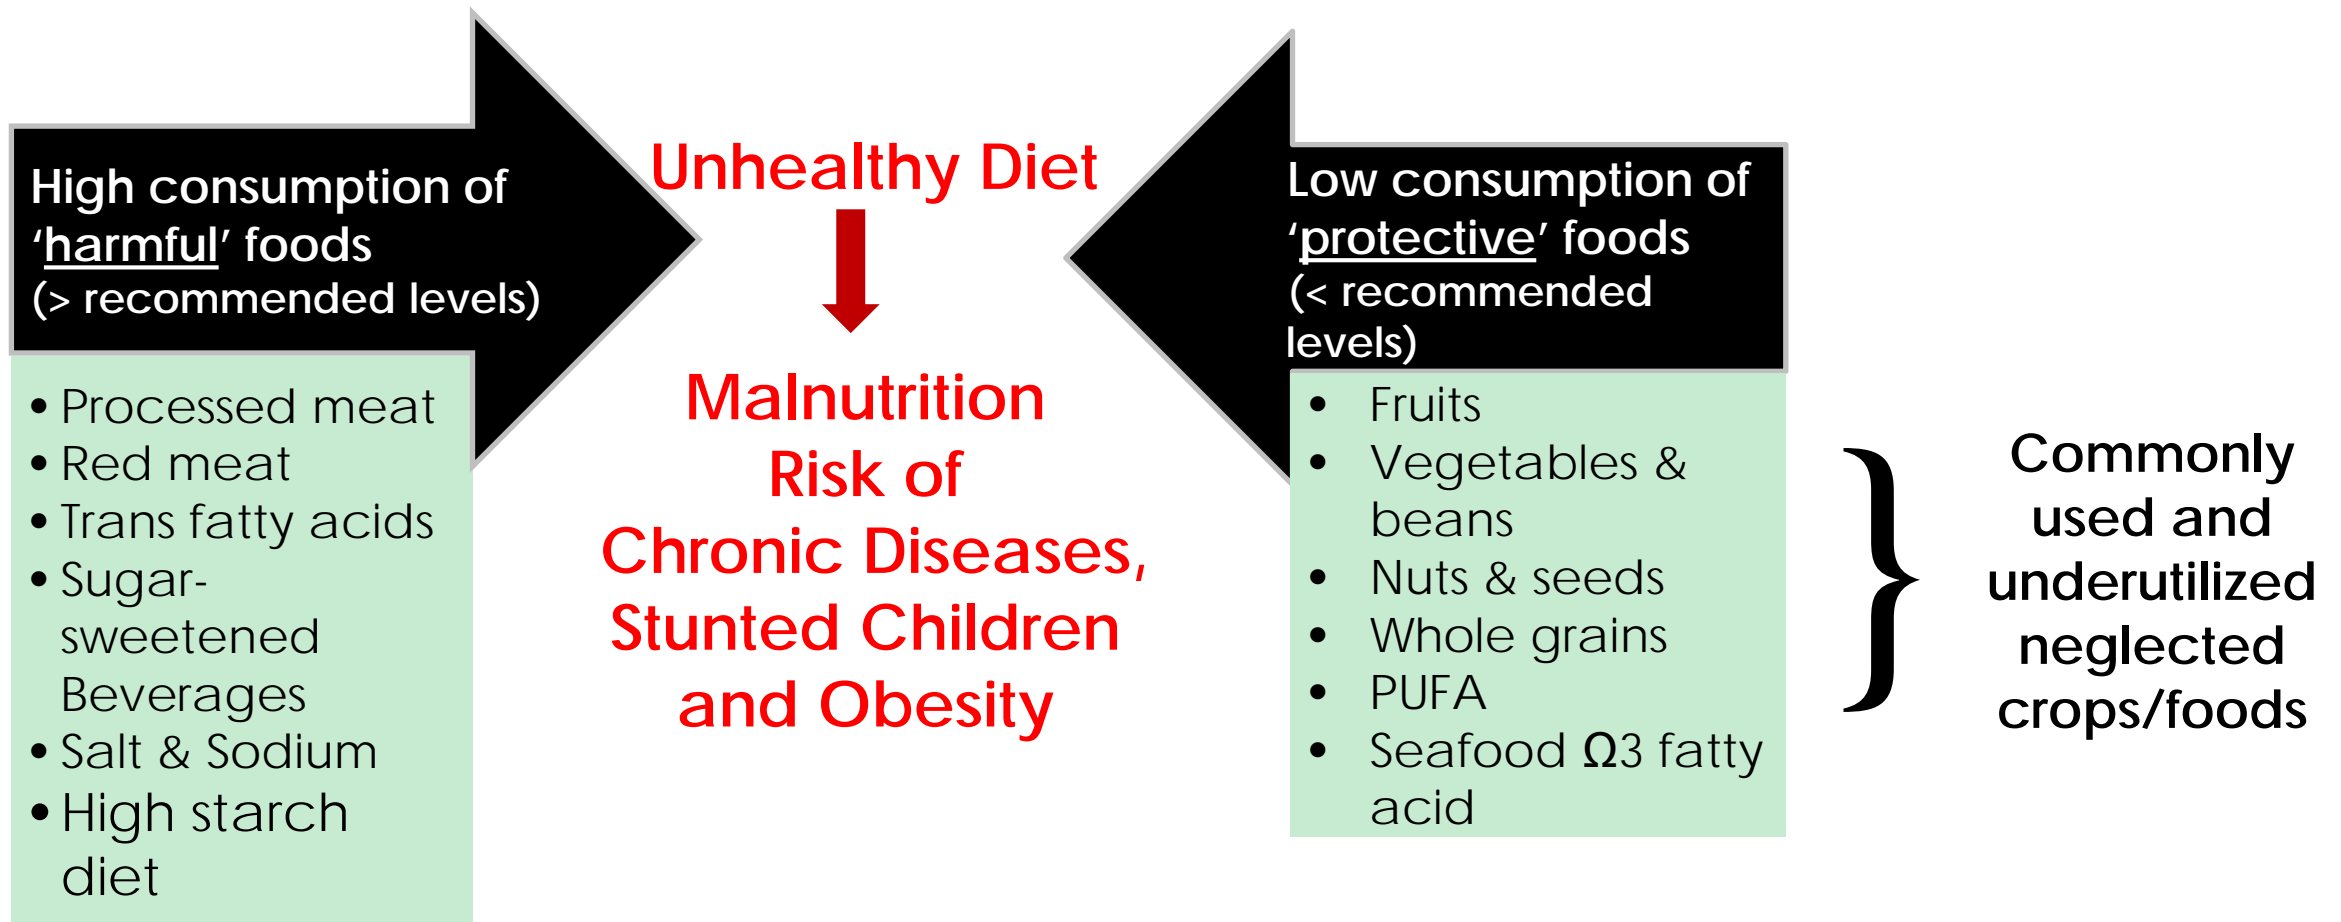 High consumption of
‘harmful’ foods
(> recommended levels)
• Processed meat
• Red meat
• Trans fatty acids
• Sugar-
sweetened
Beverages
• Salt & Sodium
• High starch
diet
Unhealthy Diet
Malnutrition
Risk of
Chronic Diseases,
Stunted Children
and Obesity
Low consumption of
‘protective’ foods
(< recommended
levels)
• Fruits
• Vegetables &
beans
• Nuts & seeds
• Whole grains
• PUFA
• Seafood Ω3 fatty
acid
}
Commonly
used and
underutilized
neglected
crops/foods